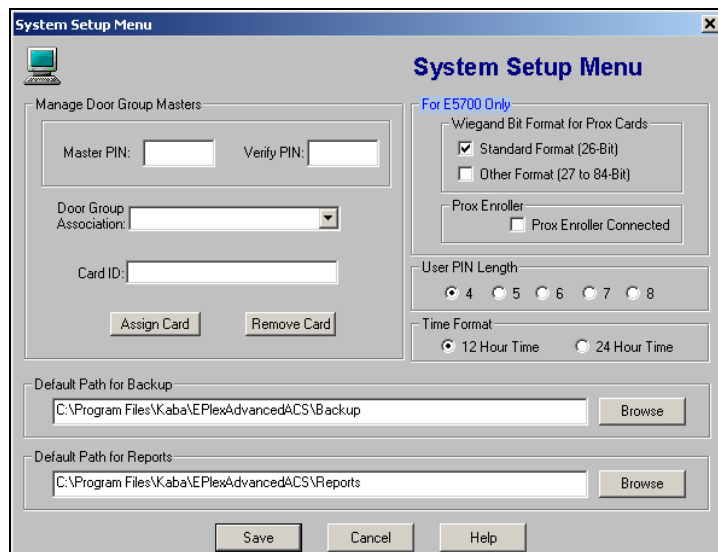 System Setup Menu
System Setup Menu
Manage Door Group Masters
Master PIN:
Verify PIN:
Door Group
Association:
Card ID:
Assign Card
Remove Card
For E5700 Only
Wiegand Bit Format for Prox Cards
Standard Format (26-Bit)
Other Format (27 to 84-Bit)
Prox Enroller
Prox Enroller Connected
User PIN Length
4 5 6 7 8
Time Format
12 Hour Time 24 Hour Time
Default Path for Backup
C:\Program Files\Kaba\EPlexAdvancedACS\Backup
Browse
Default Path for Reports
C:\Program Files\Kaba\EPlexAdvancedACS\Reports
Browse
Save Cancel Help